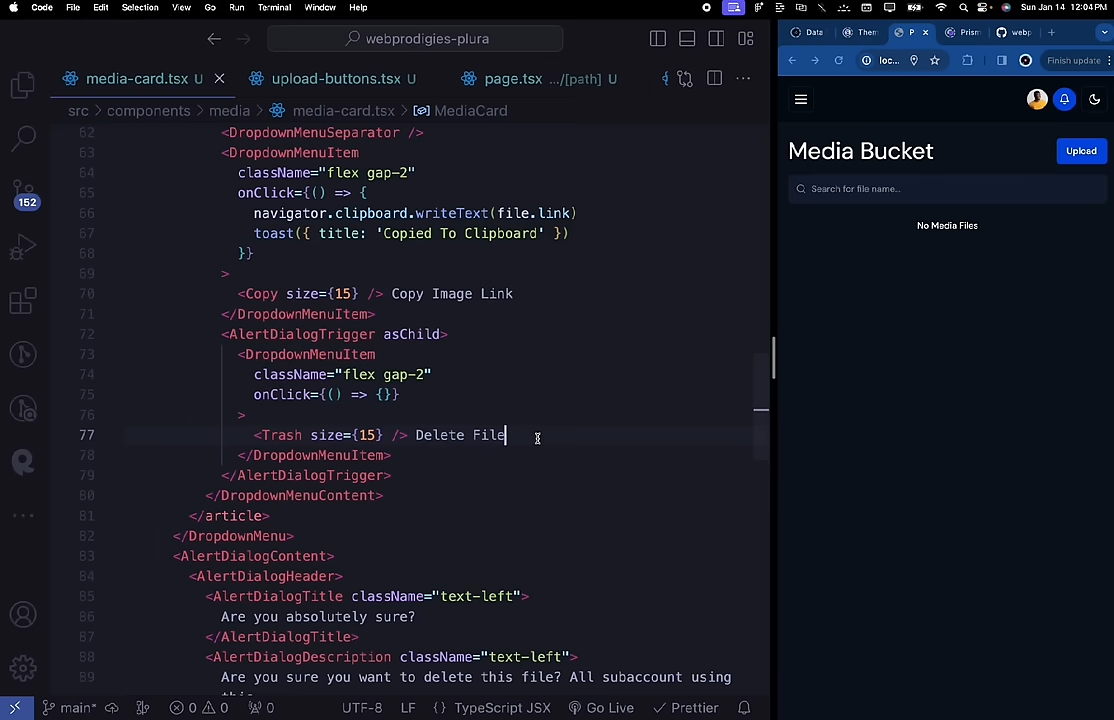 Code File Edit Selection View Go Run Terminal Window Help Sun Jan 14 12:04 PM
webprodigies-plura
media-card.tsx U upload-buttons.tsx U page.tsx .../[path] U
src > components > media > media-card.tsx > MediaCard
62 <DropdownMenuSeparator />
63 <DropdownMenuItem
64 className="flex gap-2"
65 onClick={() => {
66 navigator.clipboard.writeText(file.link)
67 toast({ title: 'Copied To Clipboard' })
68 }}
69 >
70 <Copy size={15} /> Copy Image Link
71 </DropdownMenuItem>
72 <AlertDialogTrigger asChild>
73 <DropdownMenuItem
74 className="flex gap-2"
75 onClick={() => {}}
76 >
77 <Trash size={15} /> Delete File
78 </DropdownMenuItem>
79 </AlertDialogTrigger>
80 </DropdownMenuContent>
81 </article>
82 </DropdownMenu>
83 <AlertDialogContent>
84 <AlertDialogHeader>
85 <AlertDialogTitle className="text-left">
86 Are you absolutely sure?
87 </AlertDialogTitle>
88 <AlertDialogDescription className="text-left">
89 Are you sure you want to delete this file? All subaccount using
152
main* 0 0 0 UTF-8 LF {} TypeScript JSX Go Live Prettier
Data Them P Prism webp
loc... Finish update
Media Bucket
Upload
Search for file name...
No Media Files